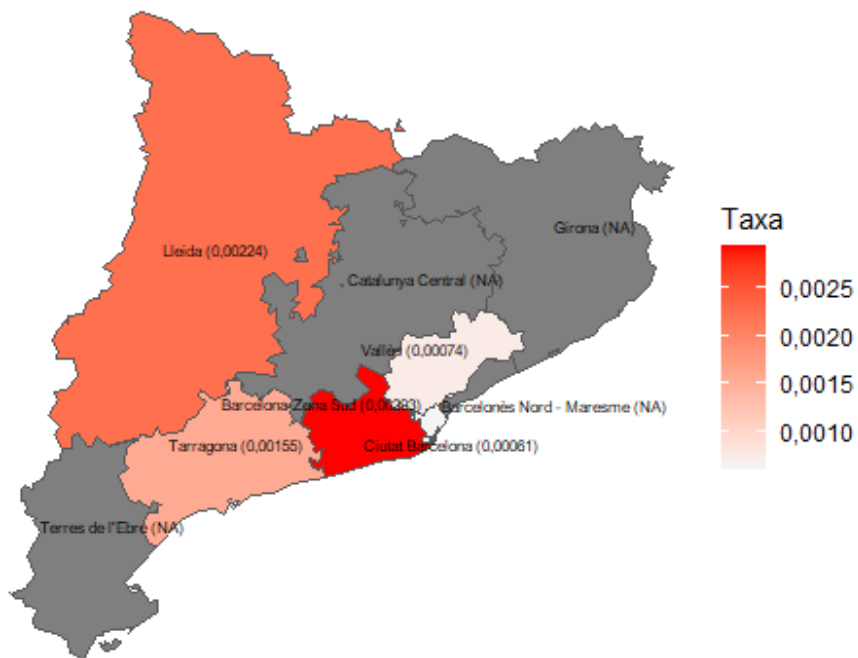 Taxa
Girona (NA)
Lleida (0,00224)
Catalunya Central (NA)
0,0025
0,0020
Vallès (0,00074)
0,0015
Barcelona Zona Sud
Barcelonès Nord - Maresme (NA)
0,0010
Tarragona (0,00155)
Ciutat Barcelona (0,00061)
Terres de l'Ebre (NA)